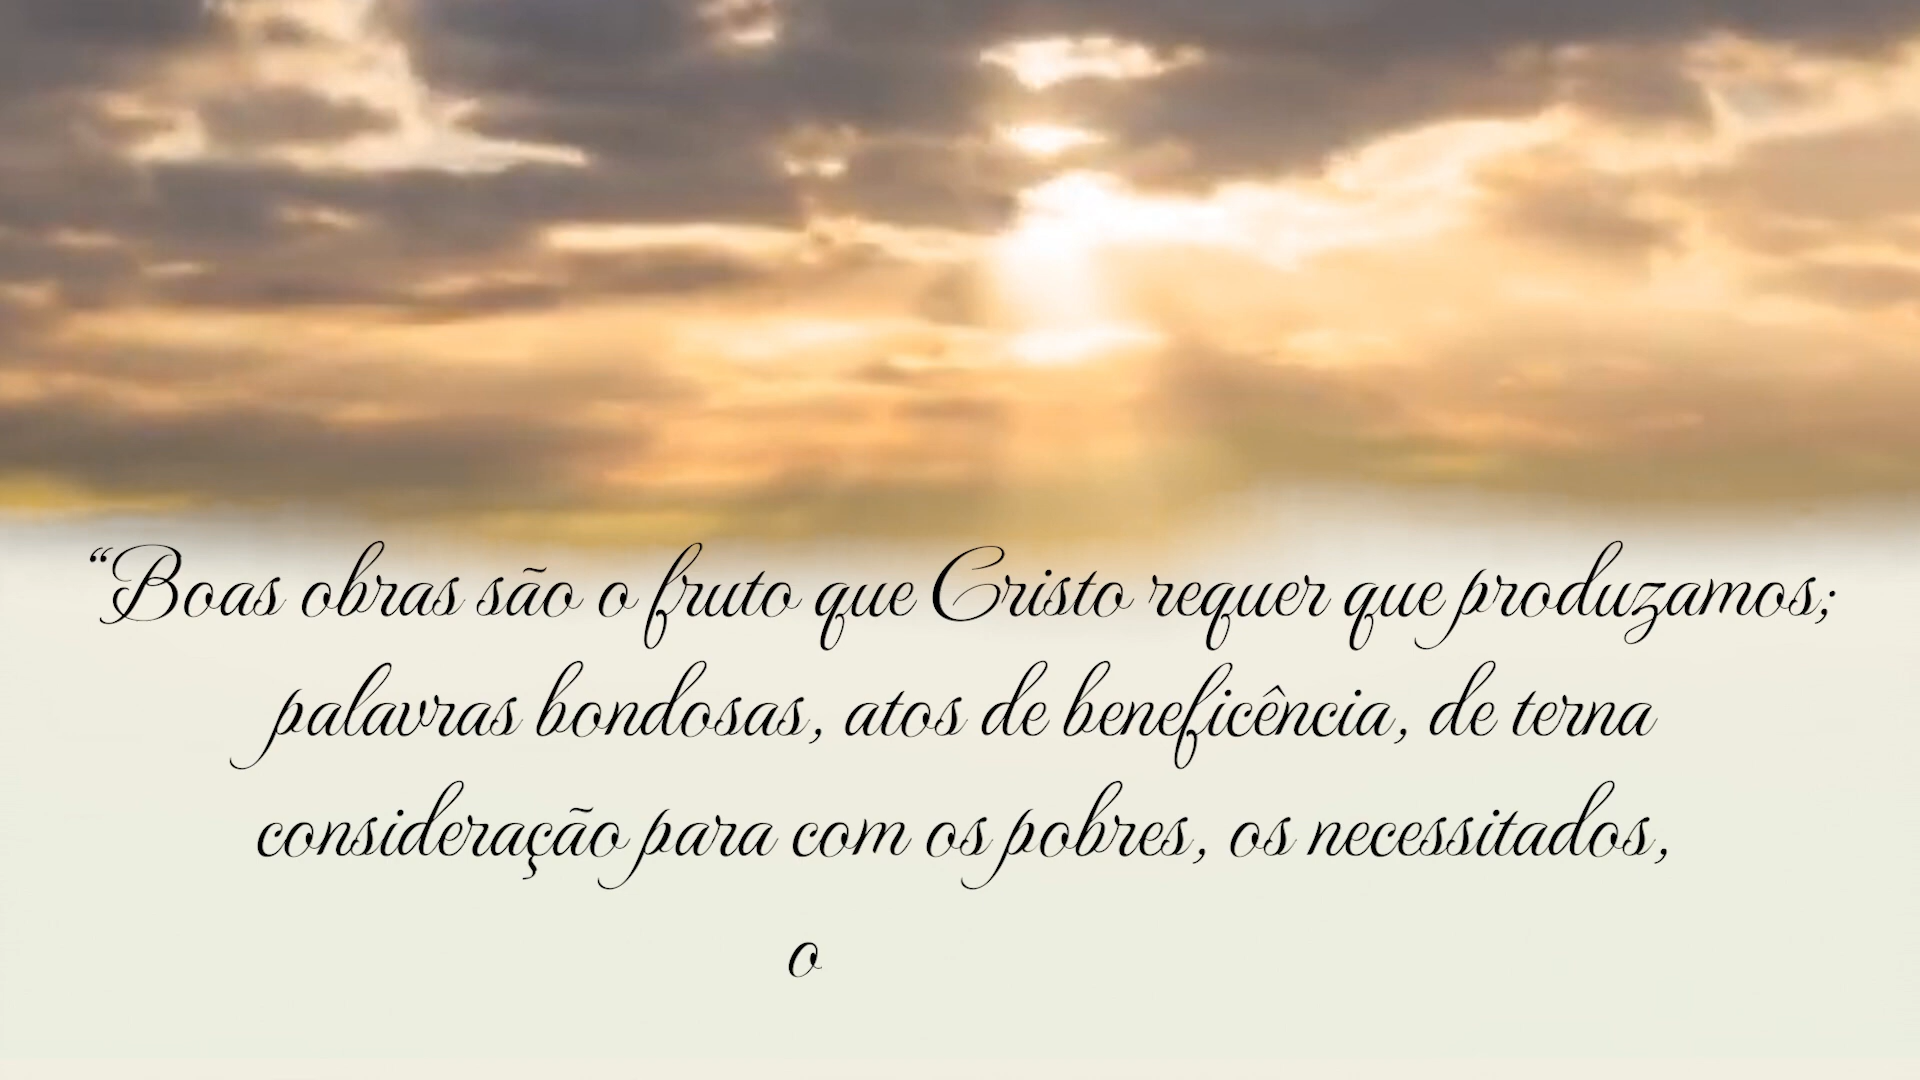 “Boas obras são o fruto que Cristo requer que produzamos;
palavras bondosas, atos de beneficência, de terna
consideração para com os pobres, os necessitados,
o